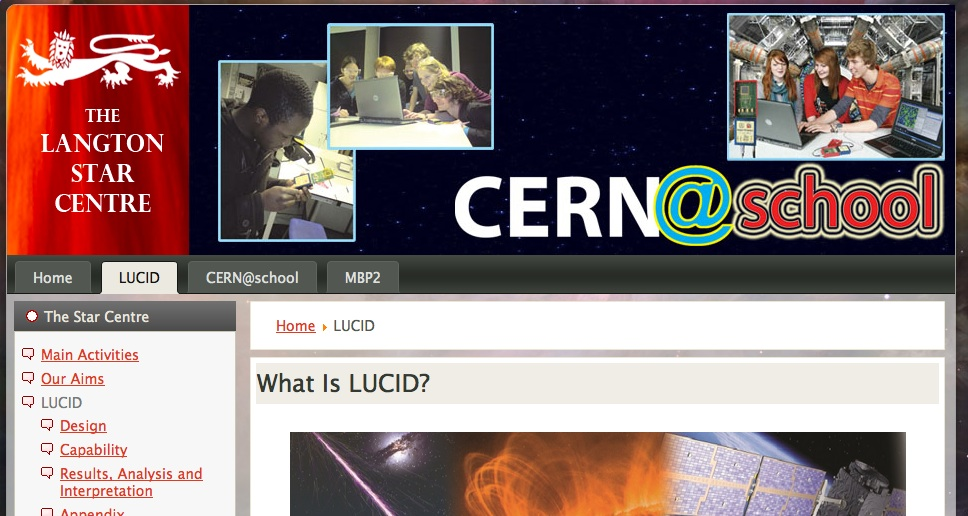 THE
LANGTON
STAR
CENTRE
CERN@school
Home
LUCID
CERN@school
MBP2
The Star Centre
Main Activities
Our Aims
LUCID
Design
Capability
Results, Analysis and
Interpretation
Appendix
Home LUCID
What Is LUCID?